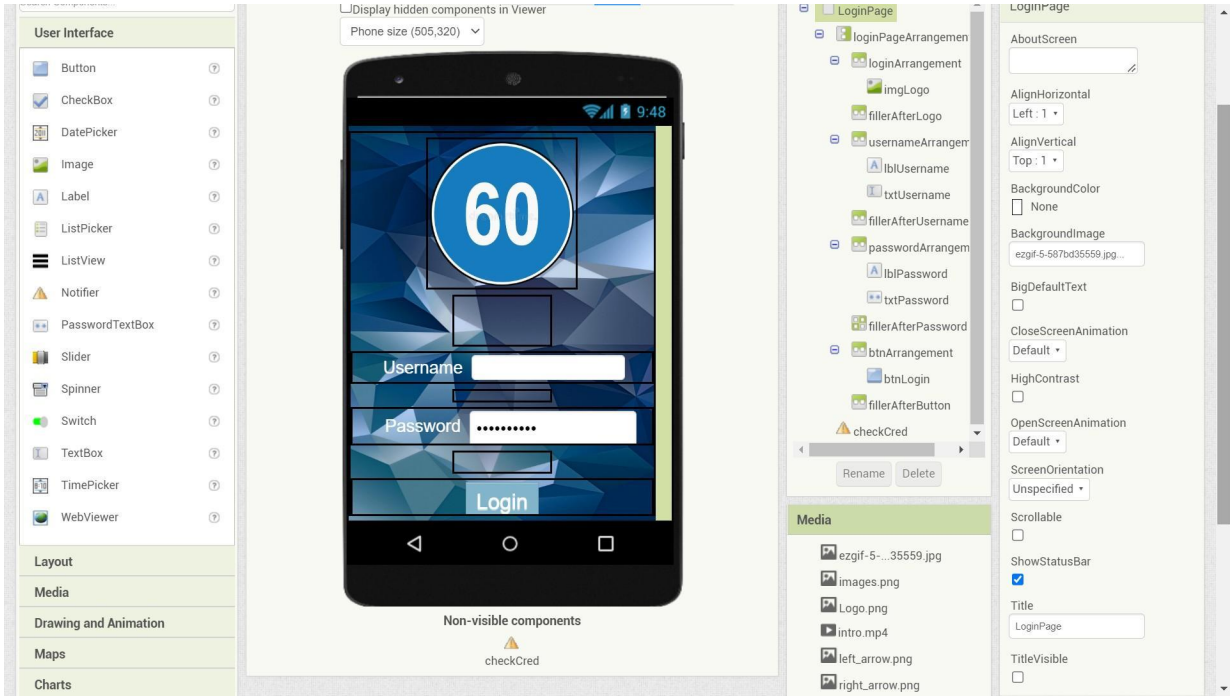 User Interface
Button
CheckBox
DatePicker
Image
Label
ListPicker
ListView
Notifier
PasswordTextBox
Slider
Spinner
Switch
TextBox
TimePicker
WebViewer
Layout
Media
Drawing and Animation
Maps
Charts
Display hidden components in Viewer
Phone size (505,320)
9:48
60
Username
Password
Login
Non-visible components
checkCred
LoginPage
loginPageArrangemen
loginArrangement
imgLogo
fillerAfterLogo
usernameArrangem
lblUsername
txtUsername
fillerAfterUsername
passwordArrangem
lblPassword
txtPassword
fillerAfterPassword
btnArrangement
btnLogin
fillerAfterButton
checkCred
Rename Delete
Media
ezgif-5-...35559.jpg
images.png
Logo.png
intro.mp4
left_arrow.png
right_arrow.png
LoginPage
AboutScreen
AlignHorizontal
Left : 1
AlignVertical
Top : 1
BackgroundColor
None
BackgroundImage
ezgif-5-587bd35559.jpg...
BigDefaultText
CloseScreenAnimation
Default
HighContrast
OpenScreenAnimation
Default
ScreenOrientation
Unspecified
Scrollable
ShowStatusBar
Title
LoginPage
TitleVisible